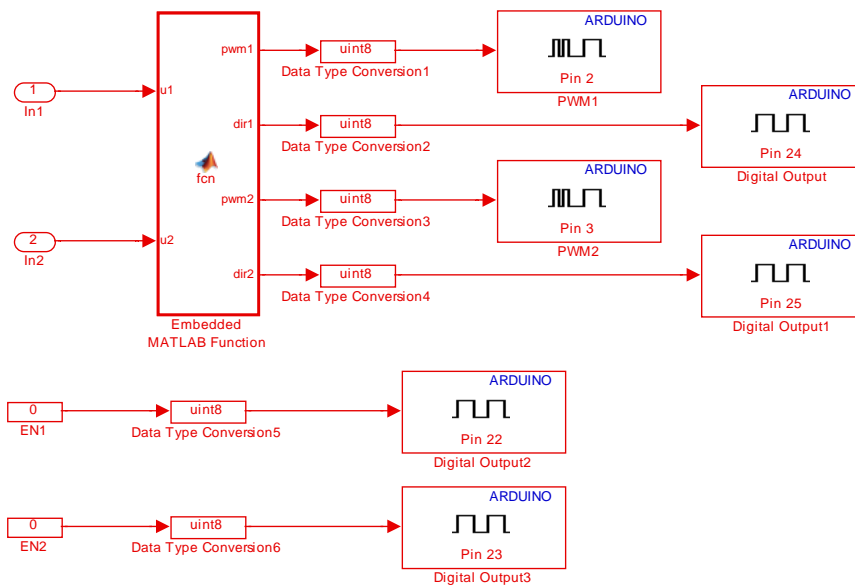 1
In1
2
In2
u1
u2
fcn
pwm1
dir1
pwm2
dir2
Embedded
MATLAB Function
uint8
Data Type Conversion1
ARDUINO
Pin 2
PWM1
uint8
Data Type Conversion2
ARDUINO
Pin 24
Digital Output
uint8
Data Type Conversion3
ARDUINO
Pin 3
PWM2
uint8
Data Type Conversion4
ARDUINO
Pin 25
Digital Output1
0
EN1
uint8
Data Type Conversion5
ARDUINO
Pin 22
Digital Output2
0
EN2
uint8
Data Type Conversion6
ARDUINO
Pin 23
Digital Output3